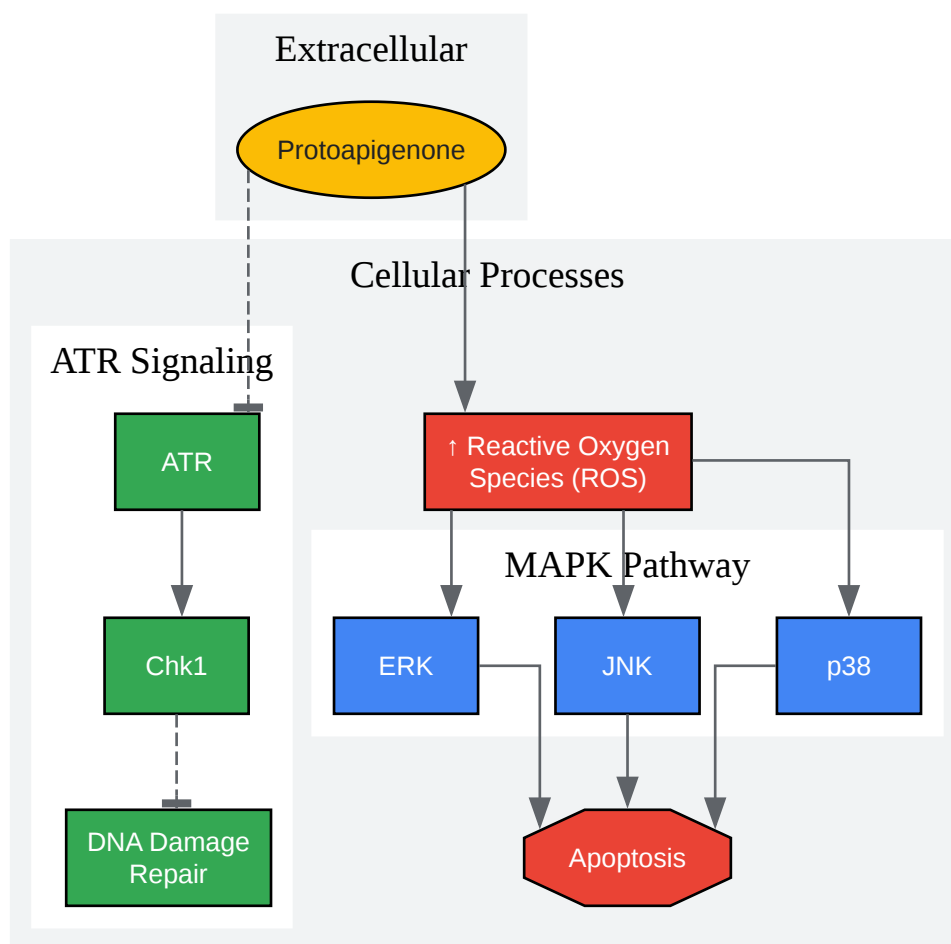 Extracellular
Protoapigenone
Cellular Processes
ATR Signaling
ATR
↑ Reactive Oxygen
Species (ROS)
MAPK Pathway
Chk1
ERK
JNK
p38
DNA Damage
Repair
Apoptosis